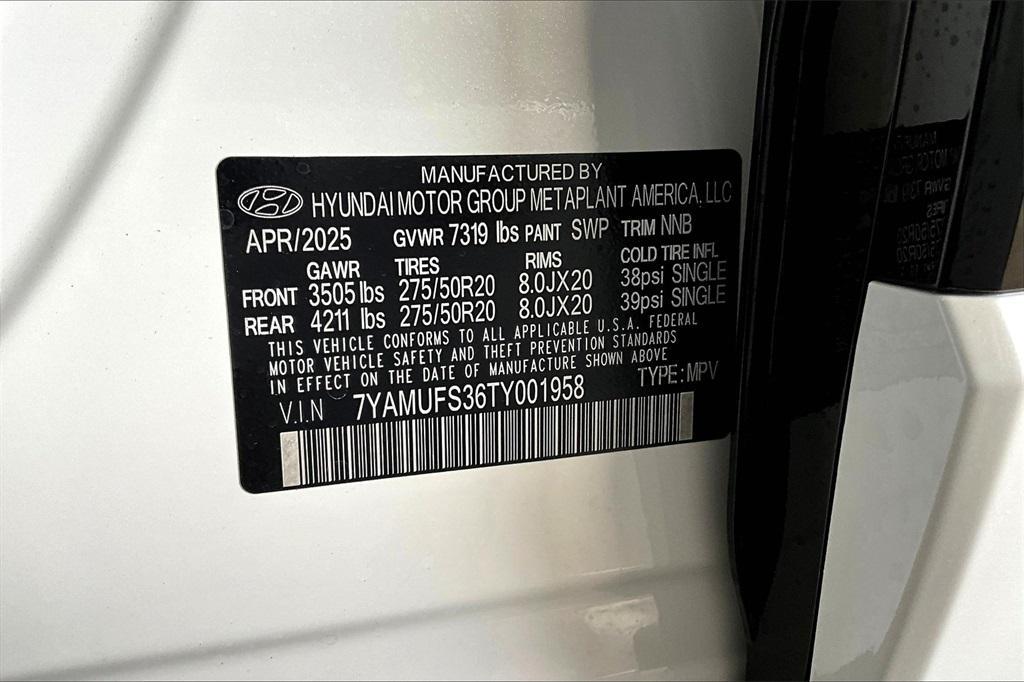 MANUFACTURED BY
HYUNDAI MOTOR GROUP METAPLANT AMERICA, LLC
APR/2025 GVWR 7319 lbs PAINT SWP TRIM NNB
GAWR TIRES RIMS COLD TIRE INFL
FRONT 3505 lbs 275/50R20 8.0JX20 38psi SINGLE
REAR 4211 lbs 275/50R20 8.0JX20 39psi SINGLE
THIS VEHICLE CONFORMS TO ALL APPLICABLE U.S.A. FEDERAL
MOTOR VEHICLE SAFETY AND THEFT PREVENTION STANDARDS
IN EFFECT ON THE DATE OF MANUFACTURE SHOWN ABOVE
V.I.N 7YAMUFS36TY001958 TYPE: MPV